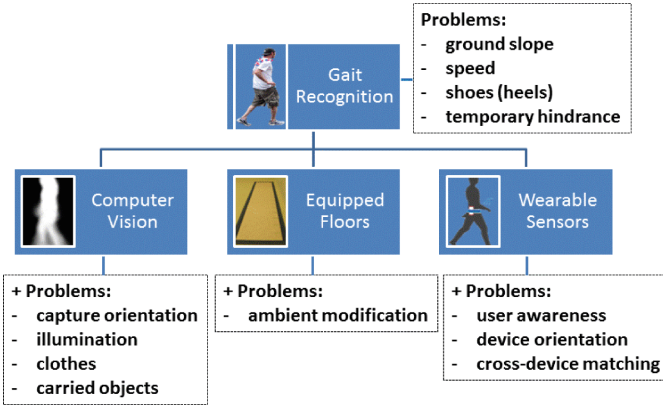 Problems:
- ground slope
- speed
- shoes (heels)
- temporary hindrance
Gait
Recognition
Computer
Vision
Equipped
Floors
Wearable
Sensors
+ Problems:
- capture orientation
- illumination
- clothes
- carried objects
+ Problems:
- ambient modification
+ Problems:
- user awareness
- device orientation
- cross-device matching